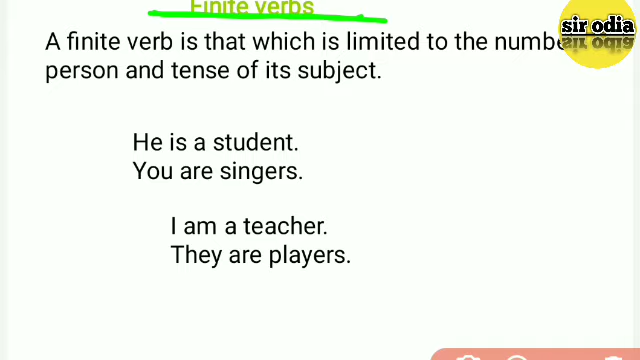 Finite verbs
sir odia
A finite verb is that which is limited to the
person and tense of its subject.
He is a student.
You are singers.
I am a teacher.
They are players.